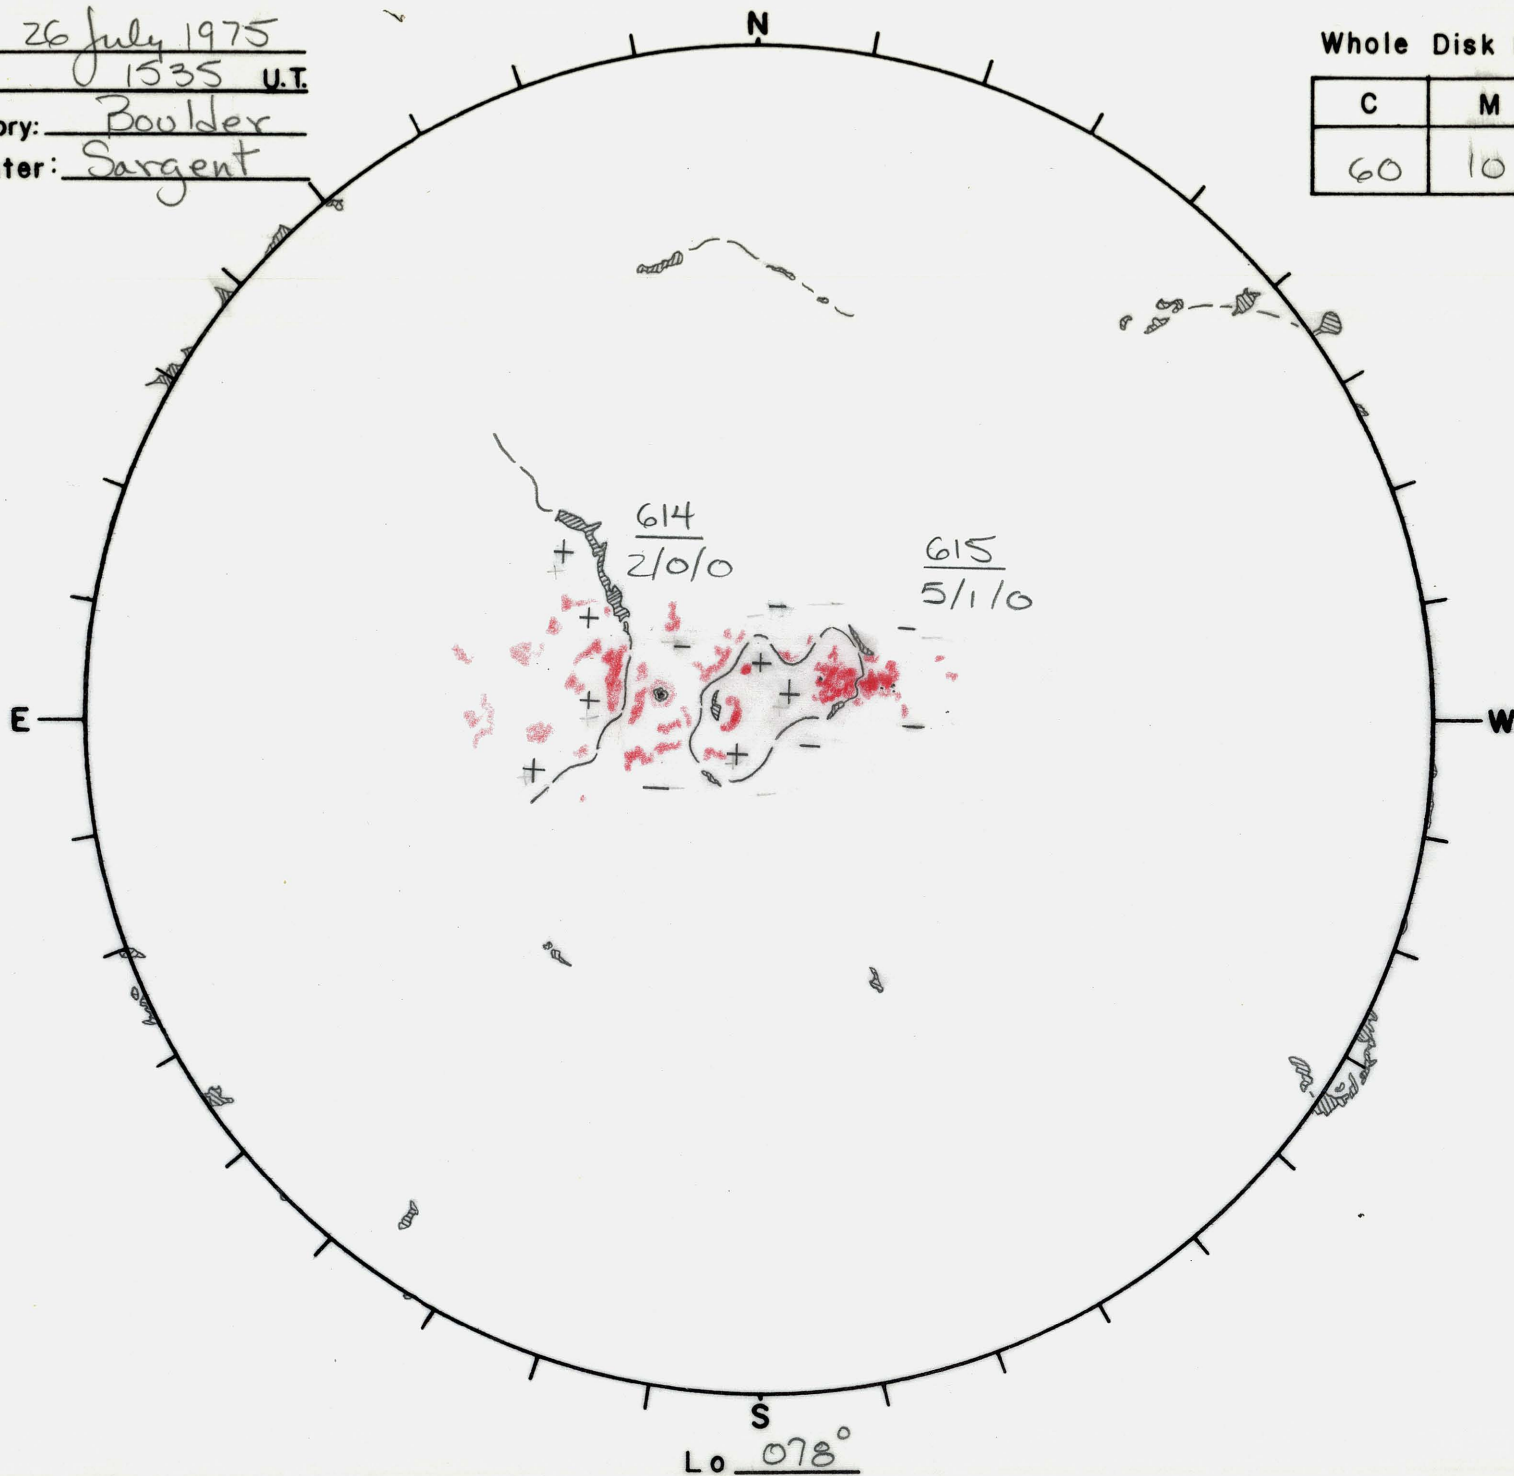 26 July 1975
1535 U.T.
ory: Boulder
ter: Sargent
N
Whole Disk
C M
60 10
614
2/0/0
615
5/1/0
+
+
+
+
+
+
+
-
-
-
-
-
-
E
W
S
Lo 078°